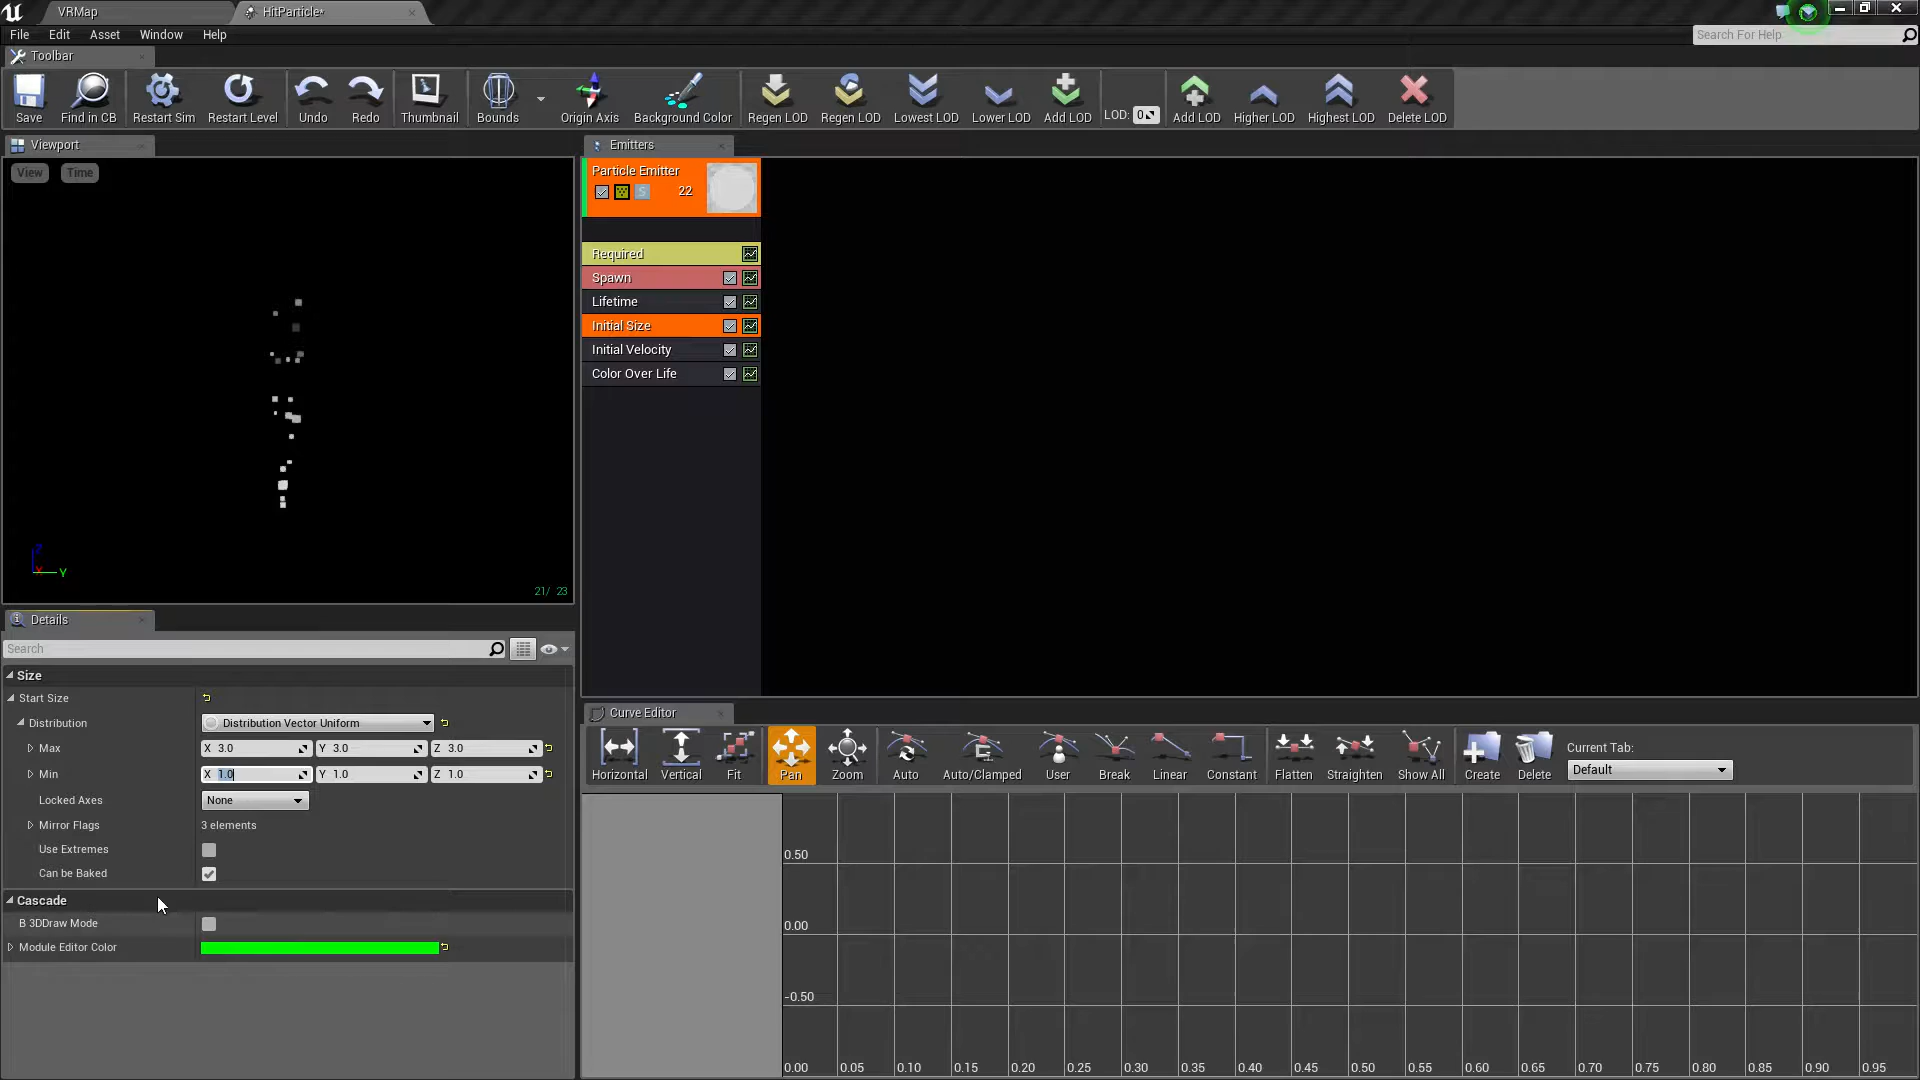 VRMap
HitParticle*
File Edit Asset Window Help
Search For Help
Toolbar
Save Find in CB Restart Sim Restart Level Undo Redo Thumbnail Bounds Origin Axis Background Color Regen LOD Regen LOD Lowest LOD Lower LOD Add LOD LOD: 0 Add LOD Higher LOD Highest LOD Delete LOD
Viewport
View Time
Z
X Y
21/ 23
Emitters
Particle Emitter
S 22
Required
Spawn
Lifetime
Initial Size
Initial Velocity
Color Over Life
Details
Search
Size
Start Size
Distribution Distribution Vector Uniform
Max X 3.0 Y 3.0 Z 3.0
Min X 1.0 Y 1.0 Z 1.0
Locked Axes None
Mirror Flags 3 elements
Use Extremes
Can be Baked
Cascade
B 3DDraw Mode
Module Editor Color
Curve Editor
Horizontal Vertical Fit Pan Zoom Auto Auto/Clamped User Break Linear Constant Flatten Straighten Show All Create Delete
Current Tab:
Default
0.50
0.00
-0.50
0.00 0.05 0.10 0.15 0.20 0.25 0.30 0.35 0.40 0.45 0.50 0.55 0.60 0.65 0.70 0.75 0.80 0.85 0.90 0.95